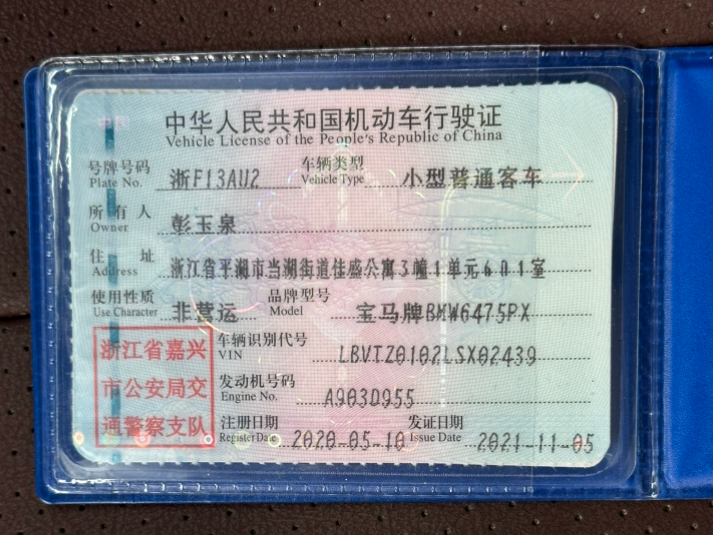 中华人民共和国机动车行驶证
Vehicle License of the People's Republic of China
号牌号码 浙F13AU2 车辆类型 小型普通客车
Plate No. Vehicle Type
所有人 彭玉泉
Owner
住址 浙江省平湖市当湖街道佳盛公寓3幢1单元601室
Address
使用性质 非营运 品牌型号 宝马牌BMW6475PX
Use Character Model
浙江省嘉兴
市公安局交
通警察支队
车辆识别代号 LBVTZ0102LSX02439
VIN
发动机号码 A903D955
Engine No.
注册日期 2020-05-10 发证日期 2021-11-05
Register Date Issue Date